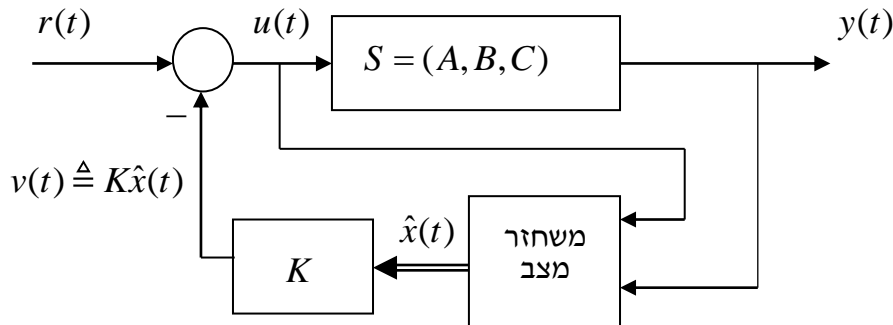 r(t)
u(t)
S = (A, B, C)
y(t)
−
v(t) ≜ Kx̂(t)
K
x̂(t)
משחזר
מצב